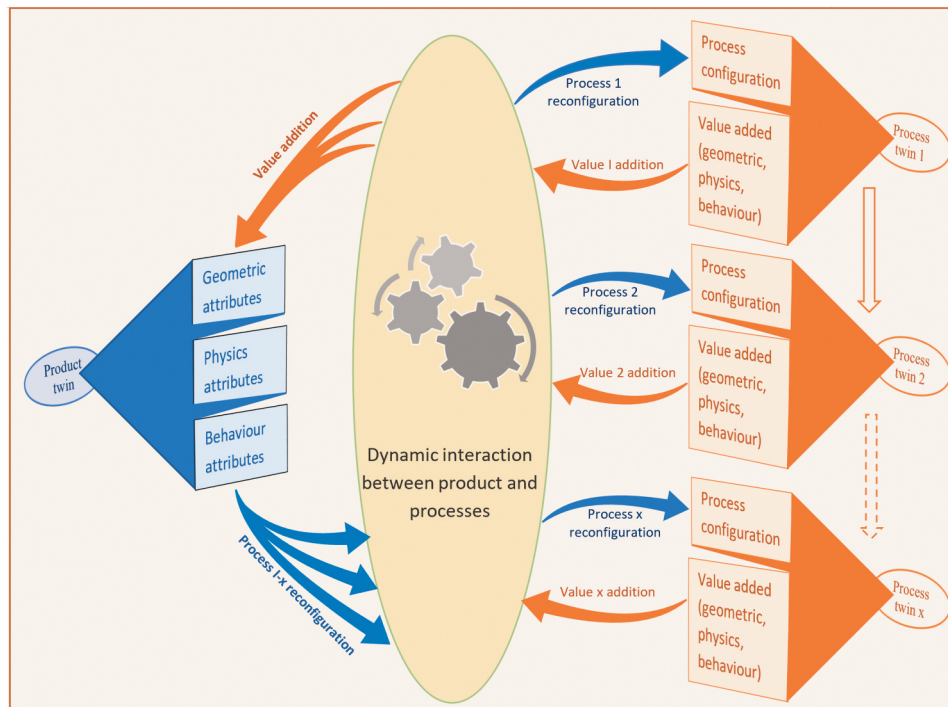 Value addition
Geometric
attributes
Product
twin
Physics
attributes
Behaviour
attributes
Process I-x reconfiguration
Dynamic interaction
between product and
processes
Process 1
reconfiguration
Value I addition
Process
configuration
Value added
(geometric,
physics,
behaviour)
Process
twin 1
Process 2
reconfiguration
Value 2 addition
Process
configuration
Value added
(geometric,
physics,
behaviour)
Process
twin 2
Process x
reconfiguration
Value x addition
Process
configuration
Value added
(geometric,
physics,
behaviour)
Process
twin x